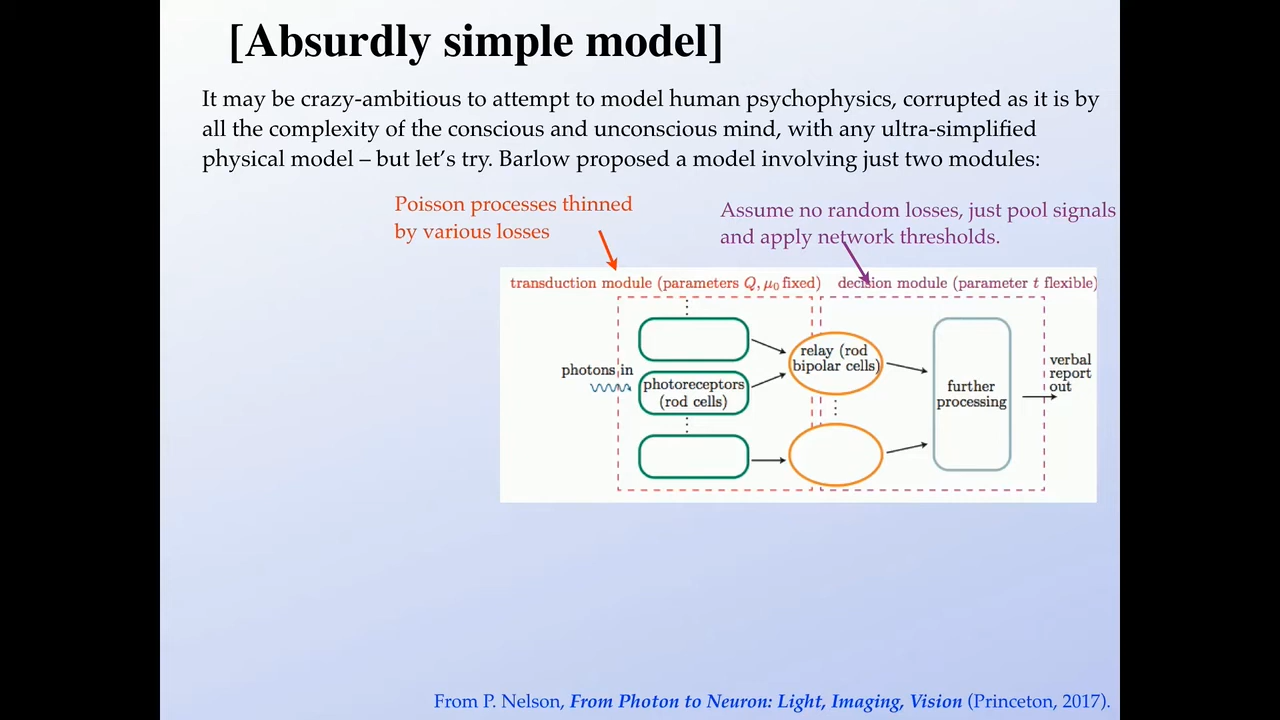 [Absurdly simple model]
It may be crazy-ambitious to attempt to model human psychophysics, corrupted as it is by
all the complexity of the conscious and unconscious mind, with any ultra-simplified
physical model – but let's try. Barlow proposed a model involving just two modules:
Poisson processes thinned
by various losses
Assume no random losses, just pool signals
and apply network thresholds.
transduction module (parameters Q, μ₀ fixed)
decision module (parameter t flexible)
photons in
photoreceptors
(rod cells)
relay (rod
bipolar cells)
further
processing
verbal
report
out
From P. Nelson, From Photon to Neuron: Light, Imaging, Vision (Princeton, 2017).